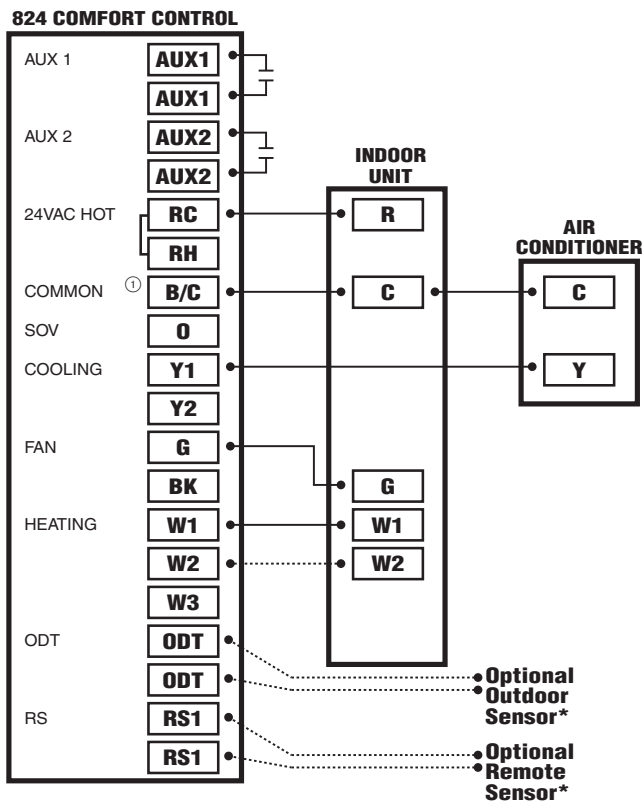 824 COMFORT CONTROL
AUX 1
AUX1
AUX1
AUX 2
AUX2
AUX2
24VAC HOT
RC
RH
COMMON
①
B/C
SOV
O
COOLING
Y1
Y2
FAN
G
BK
HEATING
W1
W2
W3
ODT
ODT
ODT
RS
RS1
RS1
INDOOR
UNIT
R
C
G
W1
W2
AIR
CONDITIONER
C
Y
Optional
Outdoor
Sensor*
Optional
Remote
Sensor*